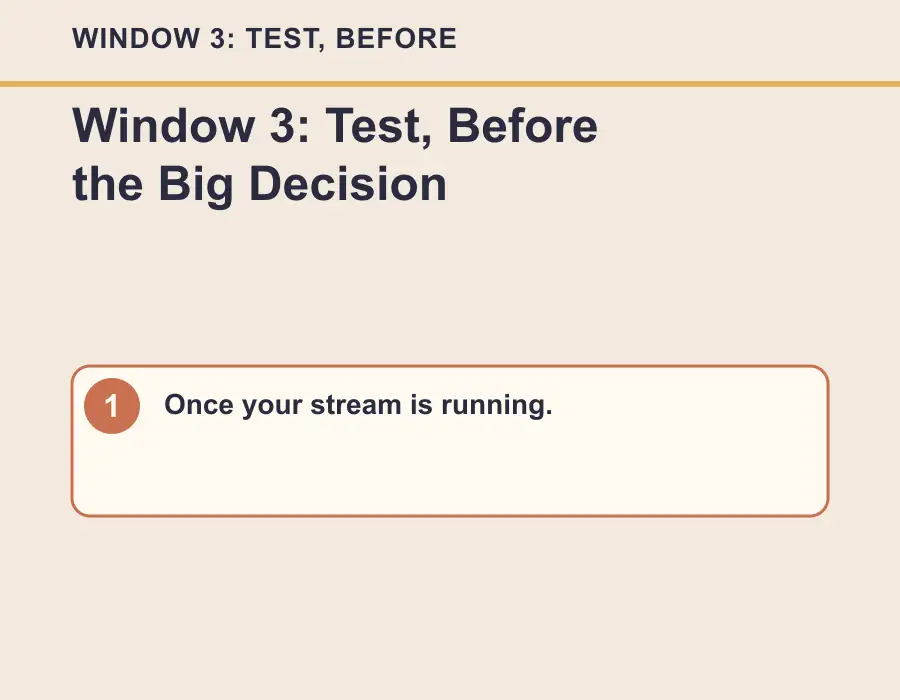 WINDOW 3: TEST, BEFORE
Window 3: Test, Before
the Big Decision
1 Once your stream is running.